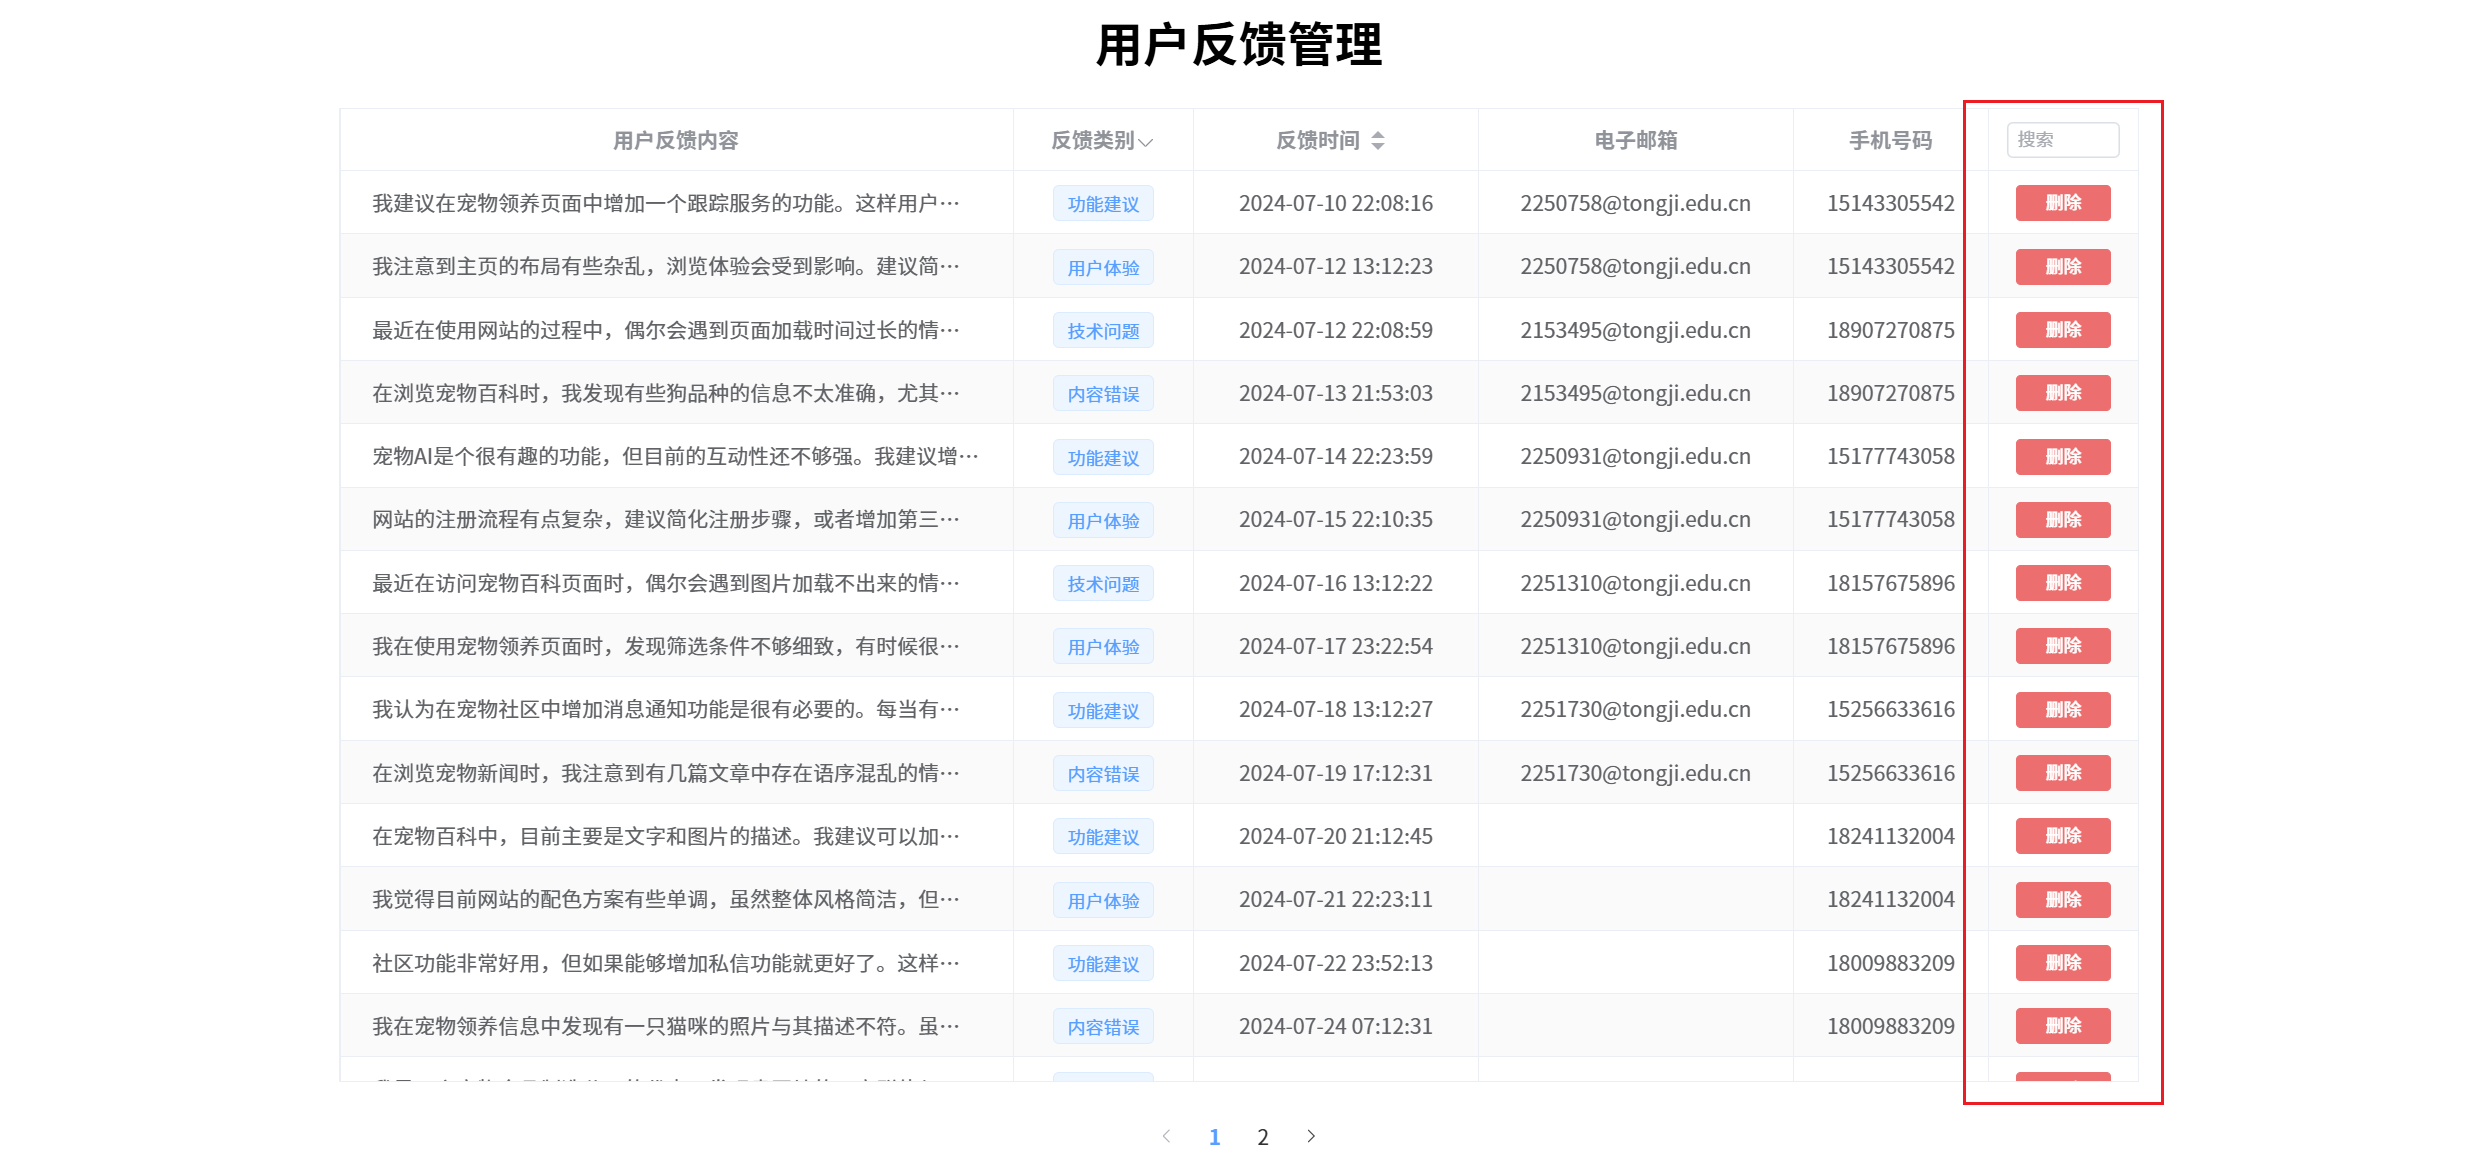 用户反馈管理
用户反馈内容 反馈类别 反馈时间 电子邮箱 手机号码 搜索
我建议在宠物领养页面中增加一个跟踪服务的功能。这样用户… 功能建议 2024-07-10 22:08:16 2250758@tongji.edu.cn 15143305542 删除
我注意到主页的布局有些杂乱，浏览体验会受到影响。建议简… 用户体验 2024-07-12 13:12:23 2250758@tongji.edu.cn 15143305542 删除
最近在使用网站的过程中，偶尔会遇到页面加载时间过长的情… 技术问题 2024-07-12 22:08:59 2153495@tongji.edu.cn 18907270875 删除
在浏览宠物百科时，我发现有些狗品种的信息不太准确，尤其… 内容错误 2024-07-13 21:53:03 2153495@tongji.edu.cn 18907270875 删除
宠物AI是个很有趣的功能，但目前的互动性还不够强。我建议增… 功能建议 2024-07-14 22:23:59 2250931@tongji.edu.cn 15177743058 删除
网站的注册流程有点复杂，建议简化注册步骤，或者增加第三… 用户体验 2024-07-15 22:10:35 2250931@tongji.edu.cn 15177743058 删除
最近在访问宠物百科页面时，偶尔会遇到图片加载不出来的情… 技术问题 2024-07-16 13:12:22 2251310@tongji.edu.cn 18157675896 删除
我在使用宠物领养页面时，发现筛选条件不够细致，有时候很… 用户体验 2024-07-17 23:22:54 2251310@tongji.edu.cn 18157675896 删除
我认为在宠物社区中增加消息通知功能是很有必要的。每当有… 功能建议 2024-07-18 13:12:27 2251730@tongji.edu.cn 15256633616 删除
在浏览宠物新闻时，我注意到有几篇文章中存在语序混乱的情… 内容错误 2024-07-19 17:12:31 2251730@tongji.edu.cn 15256633616 删除
在宠物百科中，目前主要是文字和图片的描述。我建议可以加… 功能建议 2024-07-20 21:12:45 18241132004 删除
我觉得目前网站的配色方案有些单调，虽然整体风格简洁，但… 用户体验 2024-07-21 22:23:11 18241132004 删除
社区功能非常好用，但如果能够增加私信功能就更好了。这样… 功能建议 2024-07-22 23:52:13 18009883209 删除
我在宠物领养信息中发现有一只猫咪的照片与其描述不符。虽… 内容错误 2024-07-24 07:12:31 18009883209 删除
1 2